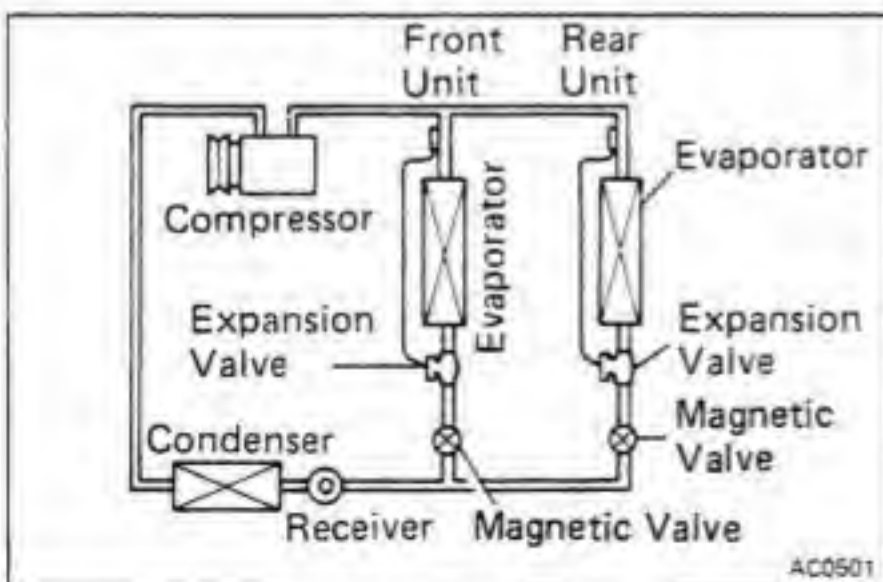 Front
Unit
Rear
Unit
Compressor
Evaporator
Evaporator
Expansion
Valve
Expansion
Valve
Magnetic
Valve
Condenser
Receiver
Magnetic Valve
AC0501